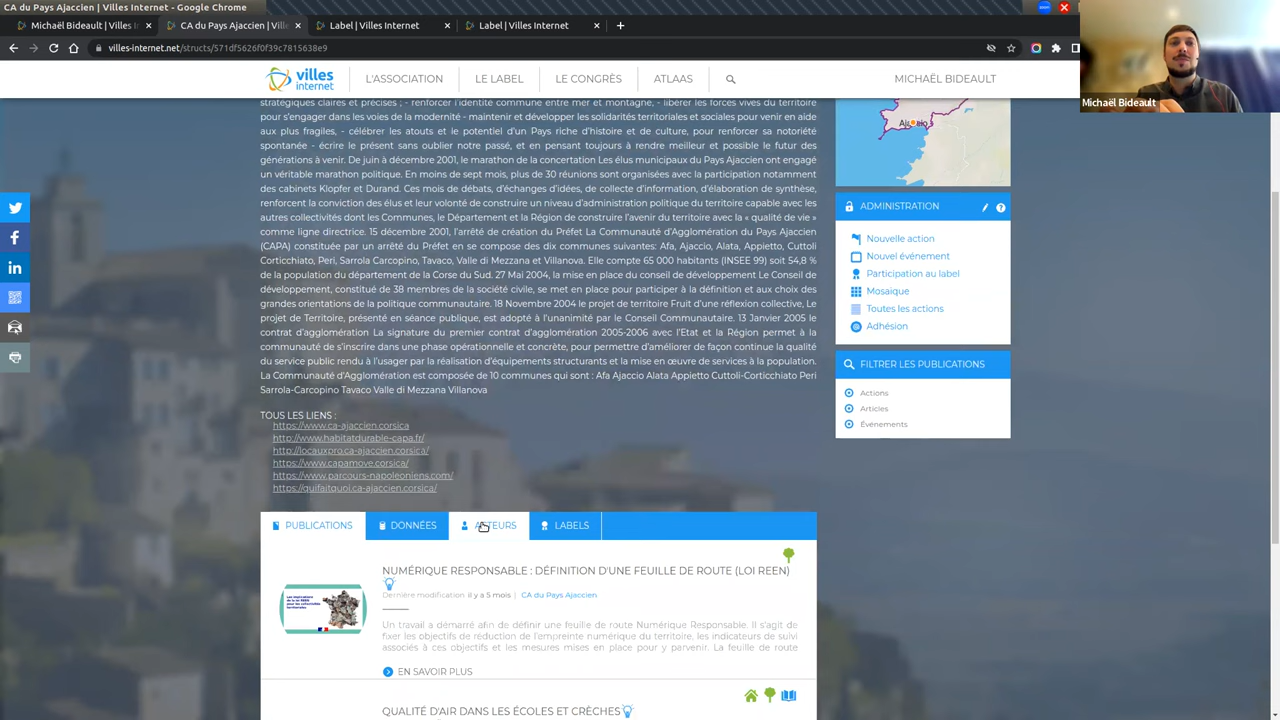 CA du Pays Ajaccien | Villes Internet - Google Chrome
Michaël Bideault | Villes I
CA du Pays Ajaccien | Ville
Label | Villes Internet
Label | Villes Internet
villes-internet.net/structs/571df5626f0f39c7815638e9
villes internet
L'ASSOCIATION
LE LABEL
LE CONGRÈS
ATLAAS
MICHAËL BIDEAULT
Michaël Bideault
stratégiques claires et précises ; - renforcer l'identité commune entre mer et montagne, - libérer les forces vives du territoire
pour s'engager dans les voies de la modernité - maintenir et développer les solidarités territoriales et sociales pour venir en aide
aux plus fragiles, - célébrer les atouts et le potentiel d'un Pays riche d'histoire et de culture, pour renforcer sa notoriété
spontanée - écrire le présent sans oublier notre passé, et en pensant toujours à rendre meilleur et possible le futur des
générations à venir. De juin à décembre 2001, le marathon de la concertation Les élus municipaux du Pays Ajaccien ont engagé
un véritable marathon politique. En moins de sept mois, plus de 30 réunions sont organisées avec la participation notamment
des cabinets Klopfer et Durand. Ces mois de débats, d'échanges d'idées, de collecte d'information, d'élaboration de synthèse,
renforcent la conviction des élus et leur volonté de construire un niveau d'administration politique du territoire capable avec les
autres collectivités dont les Communes, le Département et la Région de construire l'avenir du territoire avec la « qualité de vie »
comme ligne directrice. 15 décembre 2001, l'arrêté de création du Préfet La Communauté d'Agglomération du Pays Ajaccien
(CAPA) constituée par un arrêté du Préfet en se compose des dix communes suivantes: Afa, Ajaccio, Alata, Appietto, Cuttoli
Corticchiato, Peri, Sarrola Carcopino, Tavaco, Valle di Mezzana et Villanova. Elle compte 65 000 habitants (INSEE 99) soit 54,8 %
de la population du département de la Corse du Sud. 27 Mai 2004, la mise en place du conseil de développement Le Conseil de
développement, constitué de 38 membres de la société civile, se met en place pour participer à la définition et aux choix des
grandes orientations de la politique communautaire. 18 Novembre 2004 le projet de territoire Fruit d'une réflexion collective, Le
projet de Territoire, présenté en séance publique, est adopté à l'unanimité par le Conseil Communautaire. 13 Janvier 2005 le
contrat d'agglomération La signature du premier contrat d'agglomération 2005-2006 avec l'Etat et la Région permet à la
communauté de s'inscrire dans une phase opérationnelle et concrète, pour permettre d'améliorer de façon continue la qualité
du service public rendu à l'usager par la réalisation d'équipements structurants et la mise en œuvre de services à la population.
La Communauté d'Agglomération est composée de 10 communes qui sont : Afa Ajaccio Alata Appietto Cuttoli-Corticchiato Peri
Sarrola-Carcopino Tavaco Valle di Mezzana Villanova
TOUS LES LIENS :
https://www.ca-ajaccien.corsica
http://www.habitatdurable-capa.fr/
http://locauxpro.ca-ajaccien.corsica/
https://www.capamove.corsica/
https://www.parcours-napoleoniens.com/
https://quifaitquoi.ca-ajaccien.corsica/
Ajaccio
ADMINISTRATION
Nouvelle action
Nouvel événement
Participation au label
Mosaïque
Toutes les actions
Adhésion
FILTRER LES PUBLICATIONS
Actions
Articles
Événements
PUBLICATIONS
DONNÉES
ACTEURS
LABELS
NUMÉRIQUE RESPONSABLE : DÉFINITION D'UNE FEUILLE DE ROUTE (LOI REEN)
Dernière modification il y a 5 mois | CA du Pays Ajaccien
Un travail a démarré afin de définir une feuille de route Numérique Responsable. Il s'agit de
fixer les objectifs de réduction de l'empreinte numérique du territoire, les indicateurs de suivi
associés à ces objectifs et les mesures mises en place pour y parvenir. La feuille de route
EN SAVOIR PLUS
QUALITÉ D'AIR DANS LES ÉCOLES ET CRÈCHES